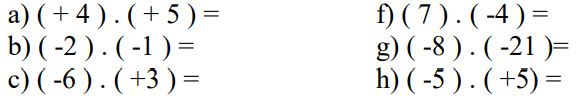 a) ( + 4 ) . ( + 5 ) =
b) ( -2 ) . ( -1 ) =
c) ( -6 ) . ( +3 ) =
f) ( 7 ) . ( -4 ) =
g) ( -8 ) . ( -21 )=
h) ( -5 ) . ( +5) =